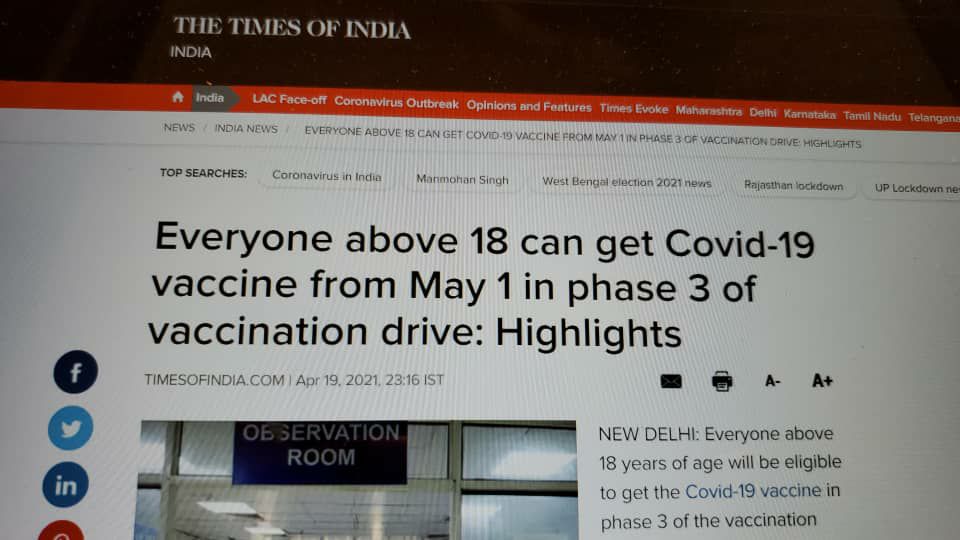 THE TIMES OF INDIA
INDIA
India LAC Face-off Coronavirus Outbreak Opinions and Features Times Evoke Maharashtra Delhi Karnataka Tamil Nadu Telangana
NEWS / INDIA NEWS / EVERYONE ABOVE 18 CAN GET COVID-19 VACCINE FROM MAY 1 IN PHASE 3 OF VACCINATION DRIVE: HIGHLIGHTS
TOP SEARCHES: Coronavirus in India Manmohan Singh West Bengal election 2021 news Rajasthan lockdown UP Lockdown
Everyone above 18 can get Covid-19
vaccine from May 1 in phase 3 of
vaccination drive: Highlights
TIMESOFINDIA.COM | Apr 19, 2021, 23:16 IST
A- A+
f
in
OBSERVATION
ROOM
NEW DELHI: Everyone above
18 years of age will be eligible
to get the Covid-19 vaccine in
phase 3 of the vaccination